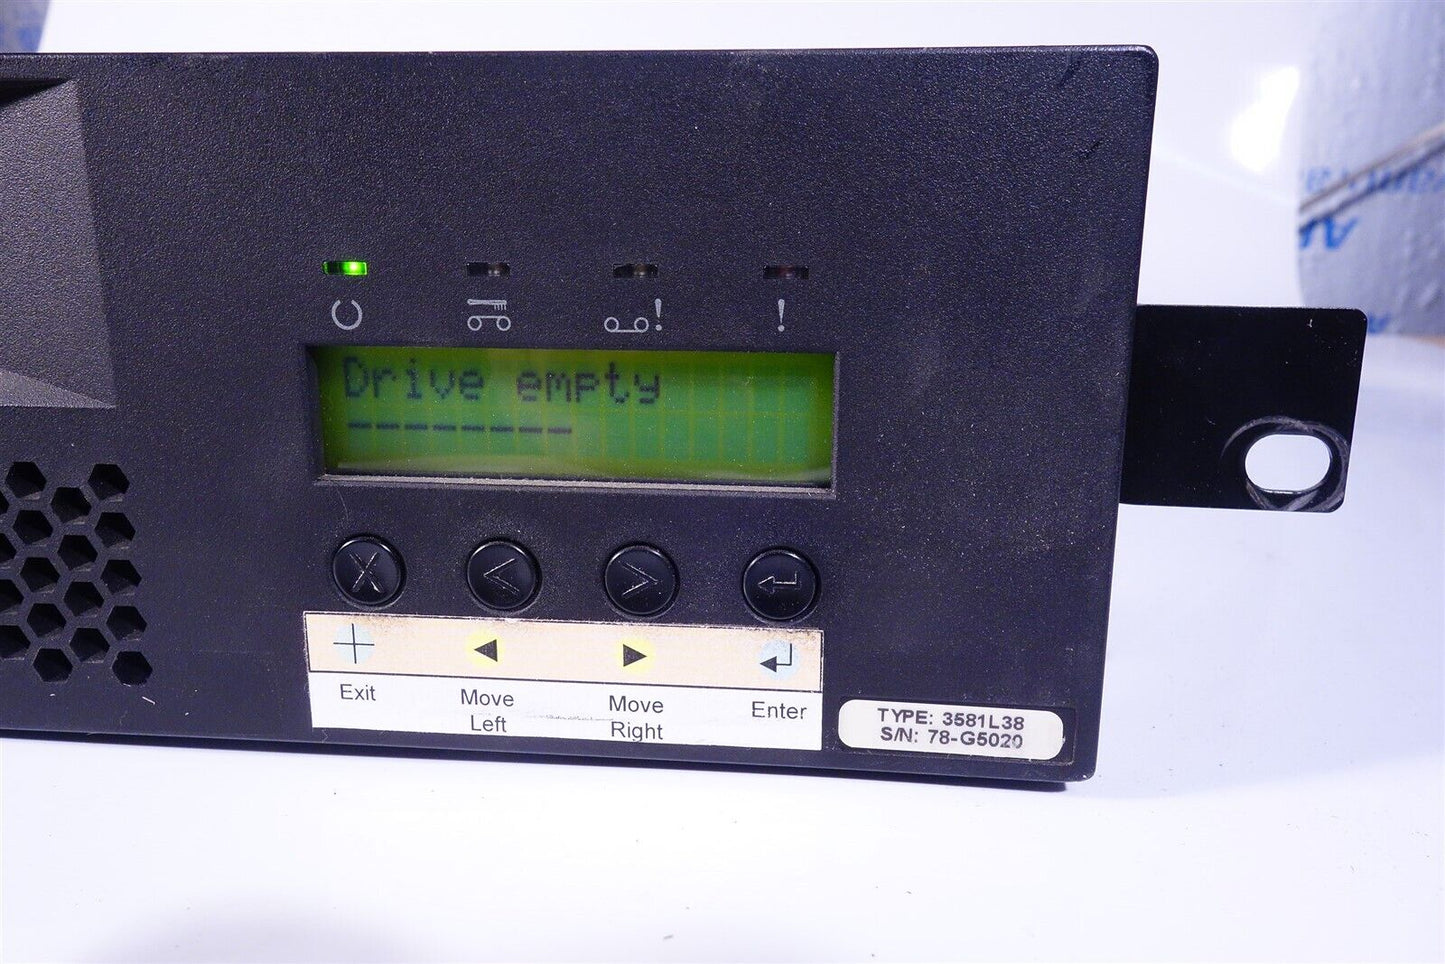 !
!
Drive empty
--------
X < > ↵
Exit
Move Left
Move Right
Enter
TYPE: 3581L38
S/N: 78-G5020